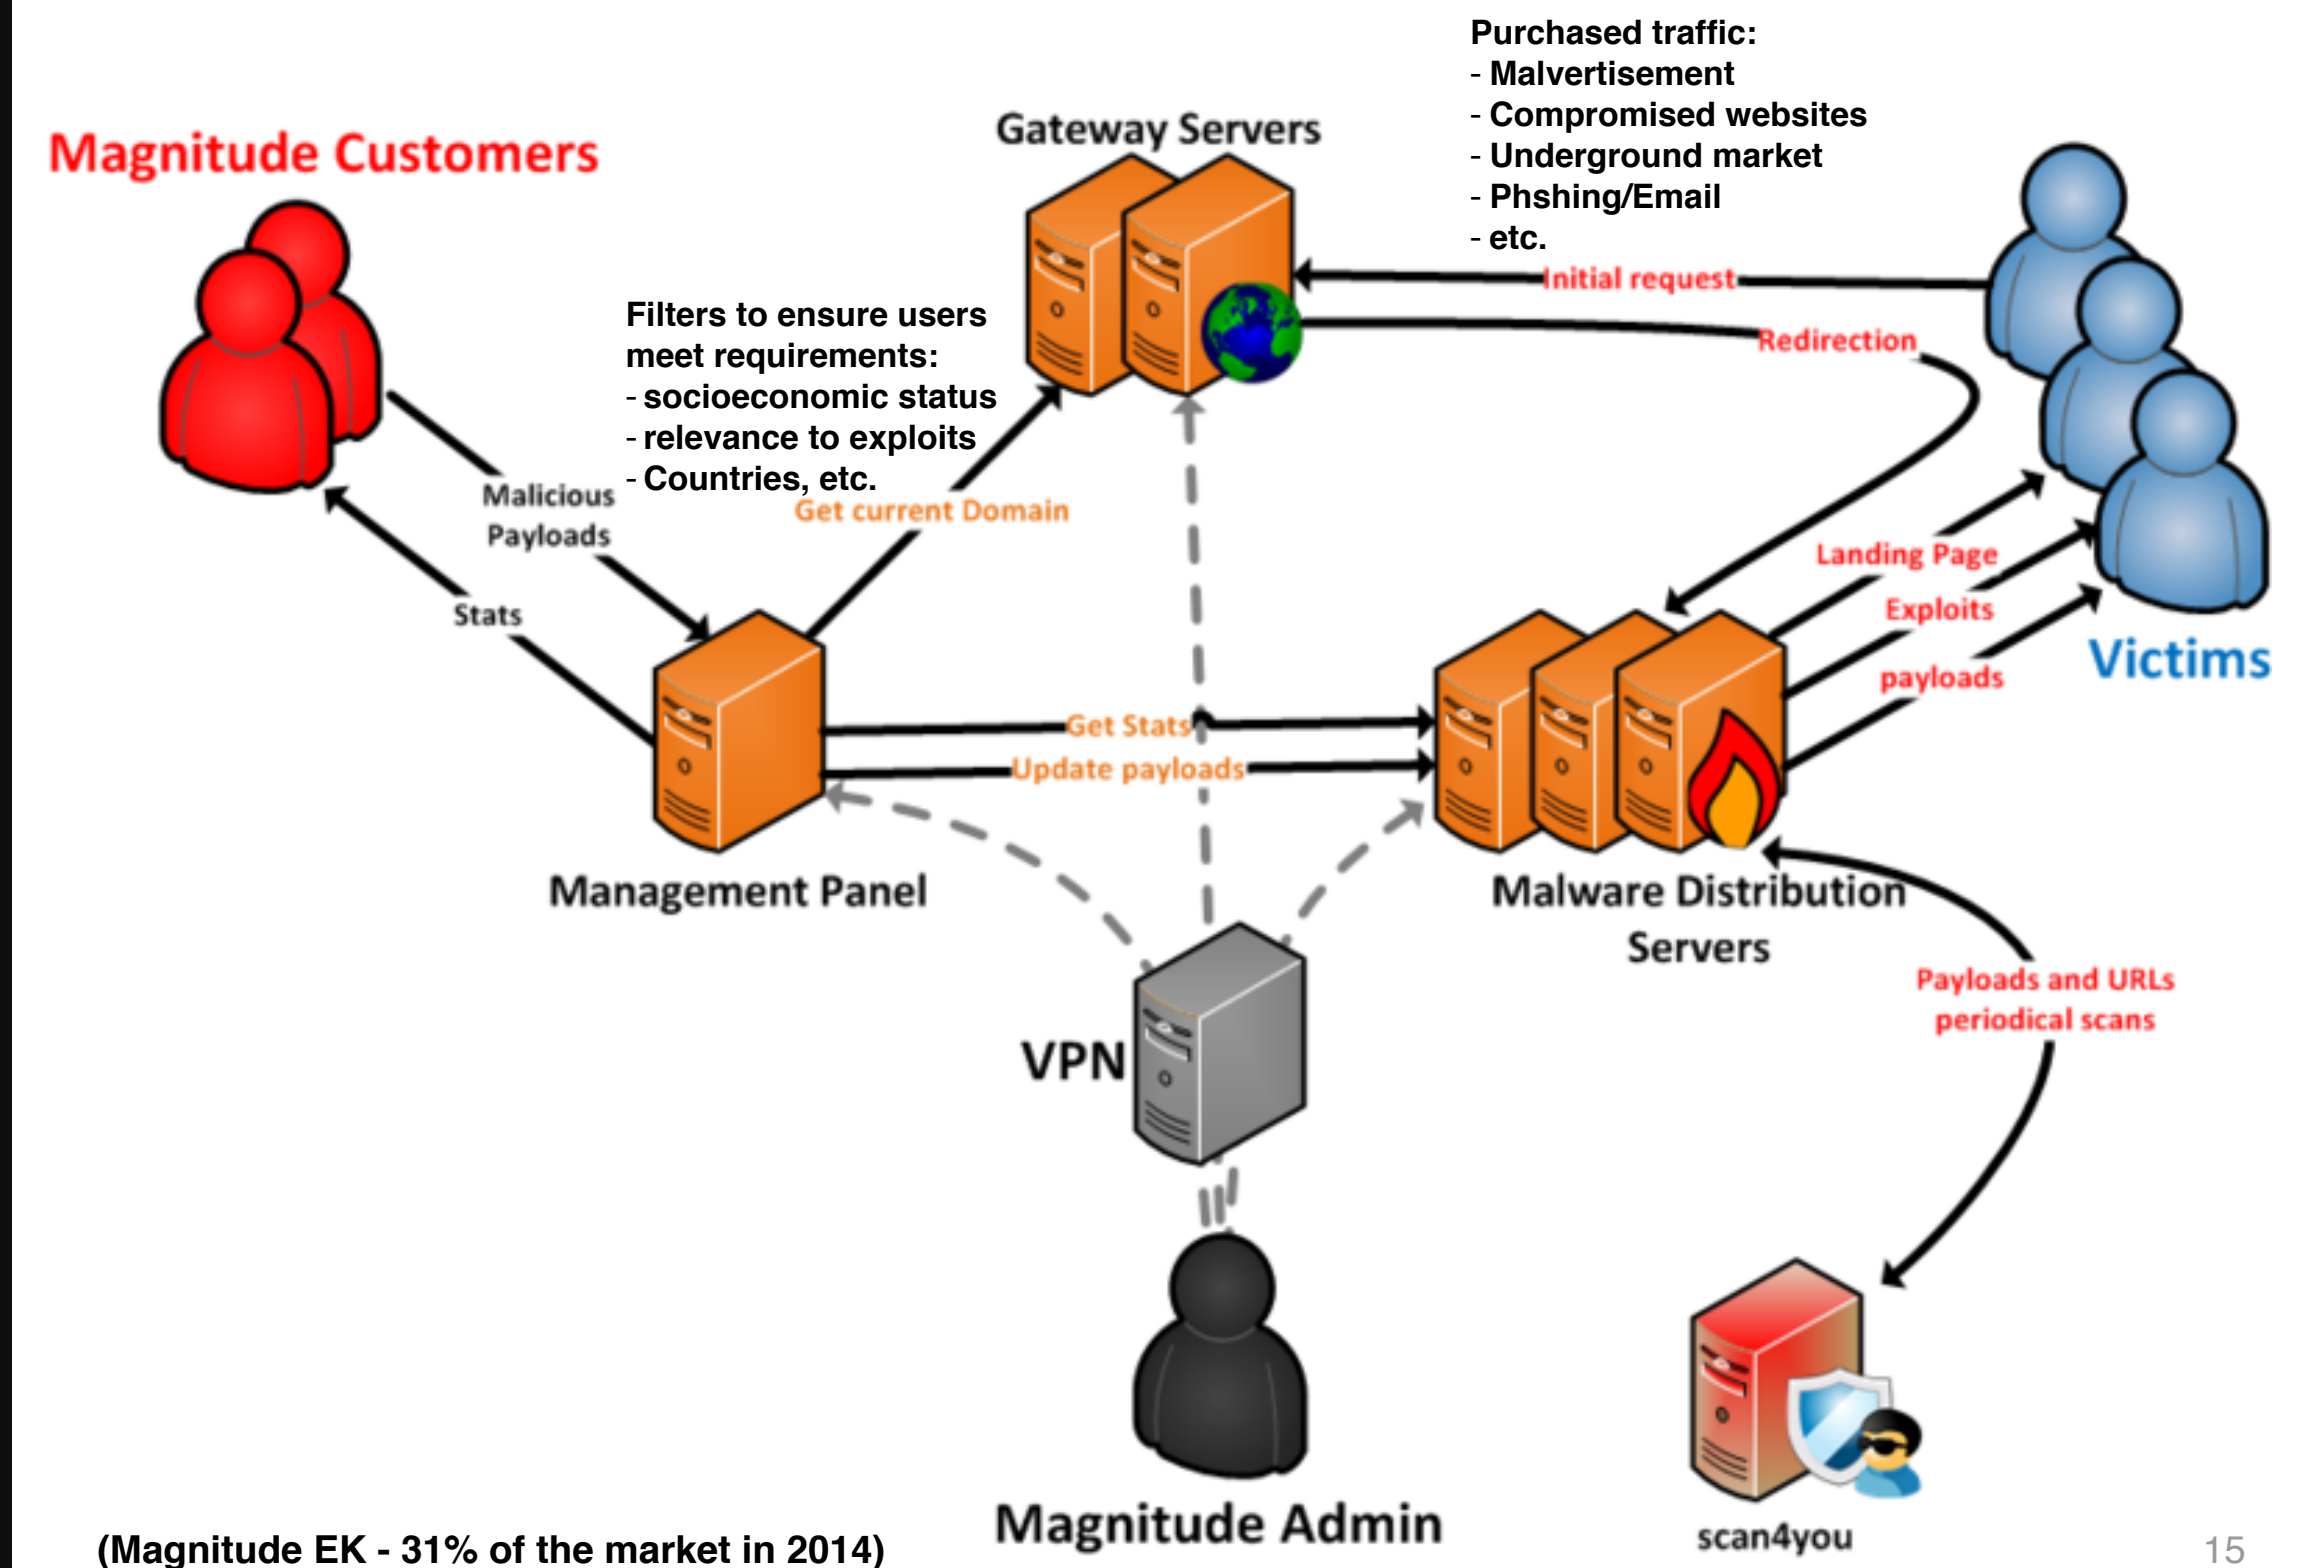 Purchased traffic:
- Malvertisement
- Compromised websites
- Underground market
- Phshing/Email
- etc.
Gateway Servers
Magnitude Customers
Initial request
Redirection
Filters to ensure users
meet requirements:
- socioeconomic status
- relevance to exploits
- Countries, etc.
Malicious
Payloads
Get current Domain
Stats
Landing Page
Exploits
payloads
Victims
Get Stats
Update payloads
Management Panel
Malware Distribution
Servers
Payloads and URLs
periodical scans
VPN
Magnitude Admin
scan4you
(Magnitude EK - 31% of the market in 2014)
15